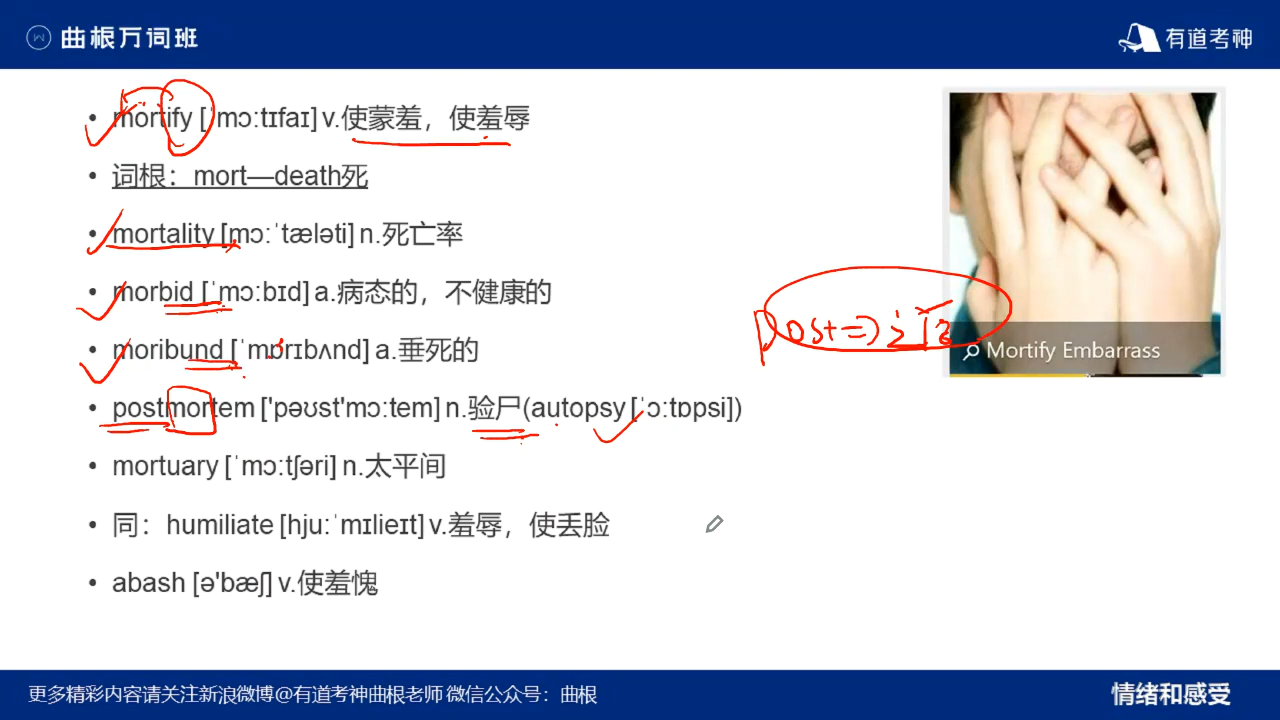 曲根万词班
有道考神
• mortify [ˈmɔːtɪfaɪ] v.使蒙羞，使羞辱
• 词根：mort—death死
• mortality [mɔːˈtæləti] n.死亡率
• morbid [ˈmɔːbɪd] a.病态的，不健康的
• moribund [ˈmɒrɪbʌnd] a.垂死的
• postmortem ['pəʊst'mɔːtem] n.验尸(autopsy [ˈɔːtɒpsi])
• mortuary [ˈmɔːtʃəri] n.太平间
• 同：humiliate [hjuːˈmɪlieɪt] v.羞辱，使丢脸
• abash [ə'bæʃ] v.使羞愧
post=>
Mortify Embarrass
更多精彩内容请关注新浪微博@有道考神曲根老师 微信公众号：曲根
情绪和感受